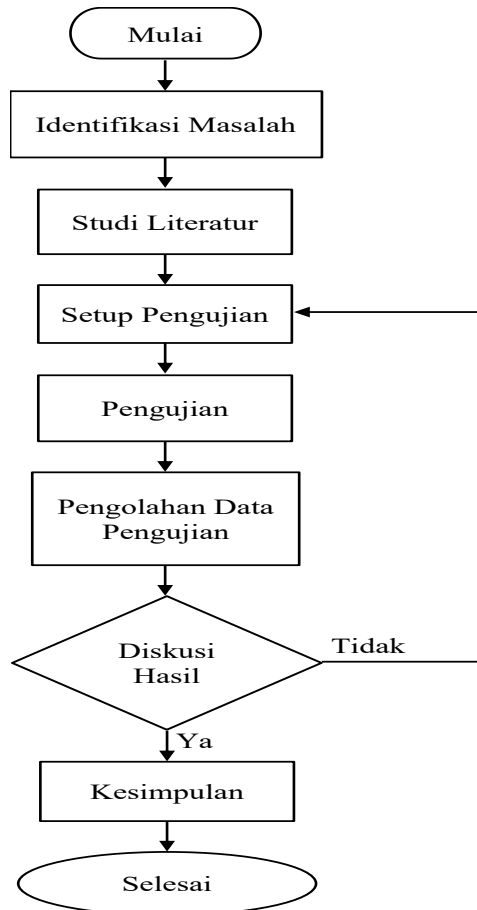 Mulai
Identifikasi Masalah
Studi Literatur
Setup Pengujian
Pengujian
Pengolahan Data
Pengujian
Diskusi
Hasil
Tidak
Ya
Kesimpulan
Selesai